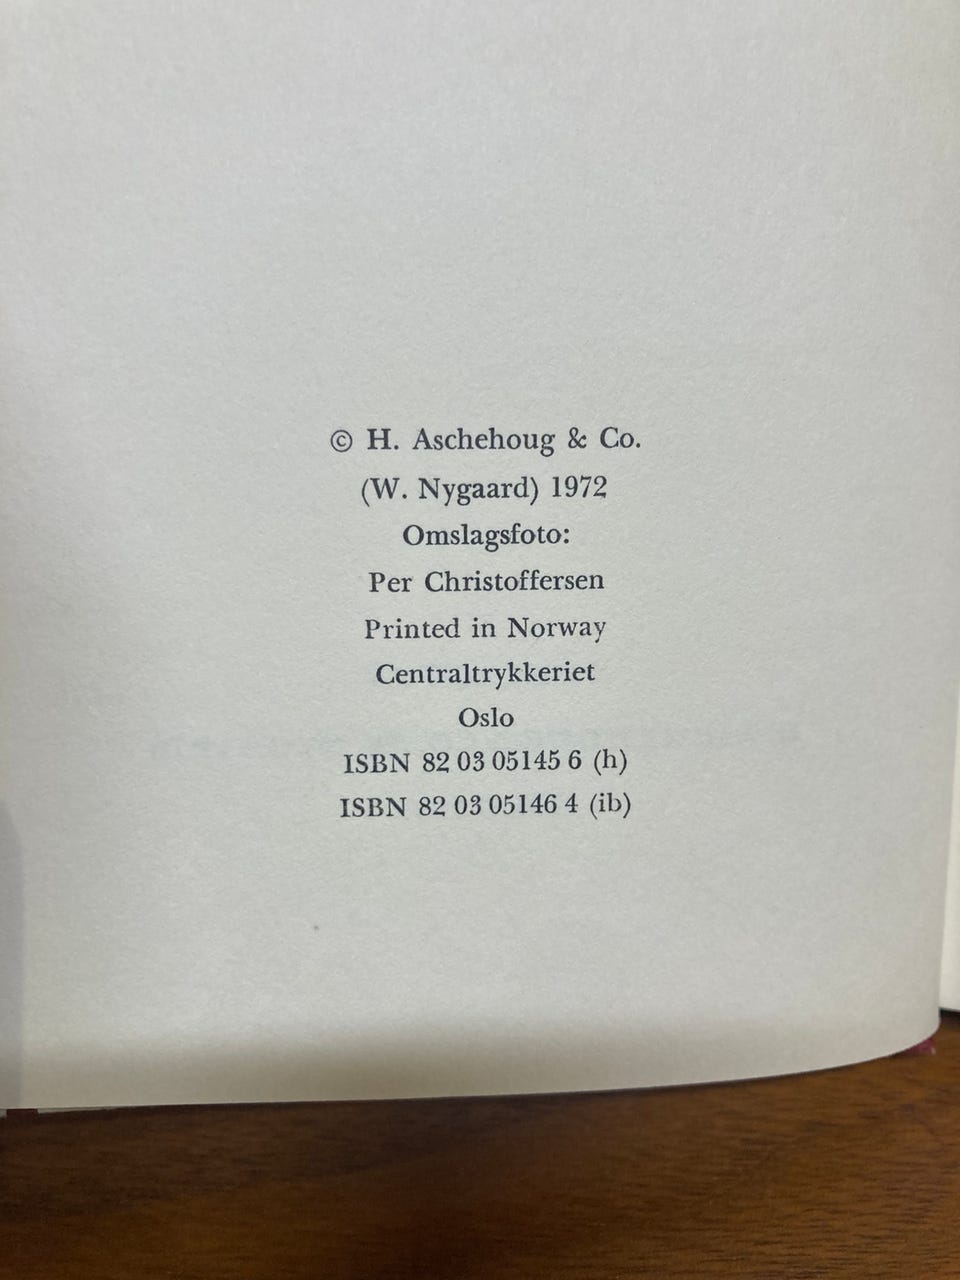 © H. Aschehoug & Co.
(W. Nygaard) 1972
Omslagsfoto:
Per Christoffersen
Printed in Norway
Centraltrykkeriet
Oslo
ISBN 82 03 05145 6 (h)
ISBN 82 03 05146 4 (ib)